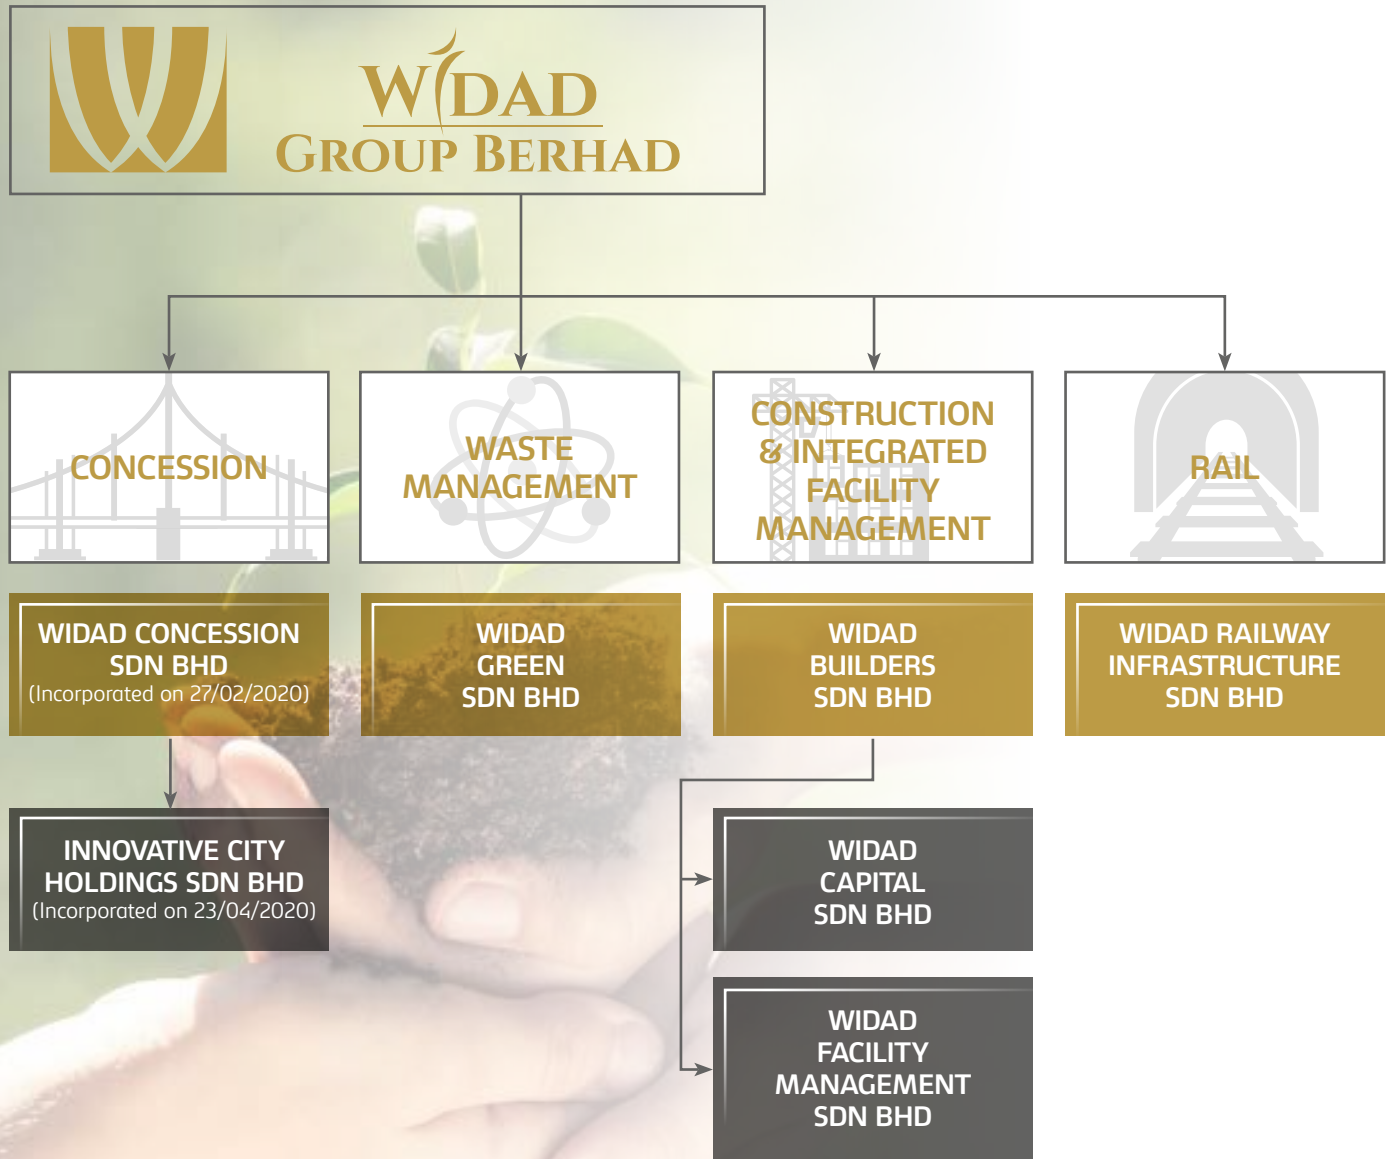 WIDAD
GROUP BERHAD
CONCESSION
WASTE
MANAGEMENT
CONSTRUCTION
& INTEGRATED
FACILITY
MANAGEMENT
RAIL
WIDAD CONCESSION
SDN BHD
(Incorporated on 27/02/2020)
WIDAD
GREEN
SDN BHD
WIDAD
BUILDERS
SDN BHD
WIDAD RAILWAY
INFRASTRUCTURE
SDN BHD
INNOVATIVE CITY
HOLDINGS SDN BHD
(Incorporated on 23/04/2020)
WIDAD
CAPITAL
SDN BHD
WIDAD
FACILITY
MANAGEMENT
SDN BHD